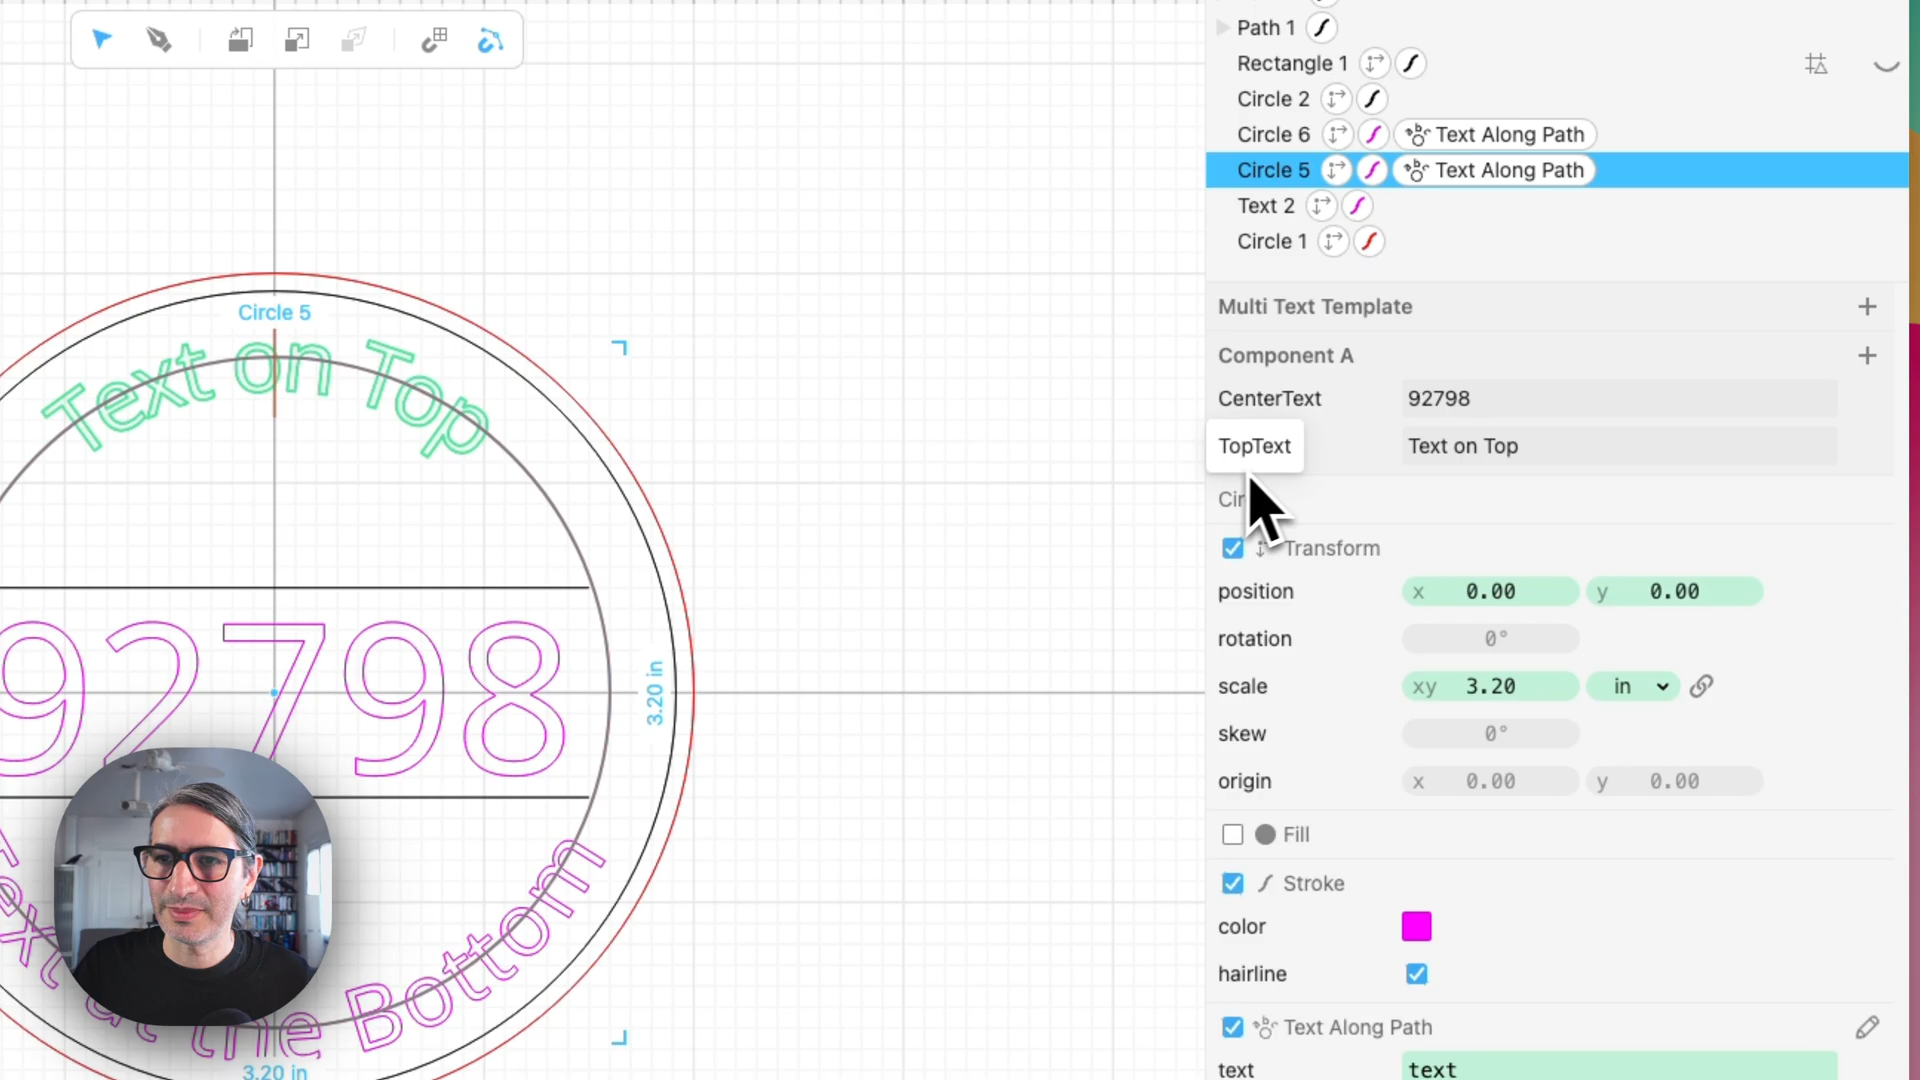 Path 1
Rectangle 1
Circle 2
Circle 6 Text Along Path
Circle 5 Text Along Path
Text 2
Circle 1
Circle 5
Text on Top
3.20 in
92798
at the Bottom
3.20 in
Multi Text Template
Component A
CenterText 92798
TopText Text on Top
Transform
position x 0.00 y 0.00
rotation 0°
scale xy 3.20 in
skew 0°
origin x 0.00 y 0.00
Fill
Stroke
color
hairline
Text Along Path
text text